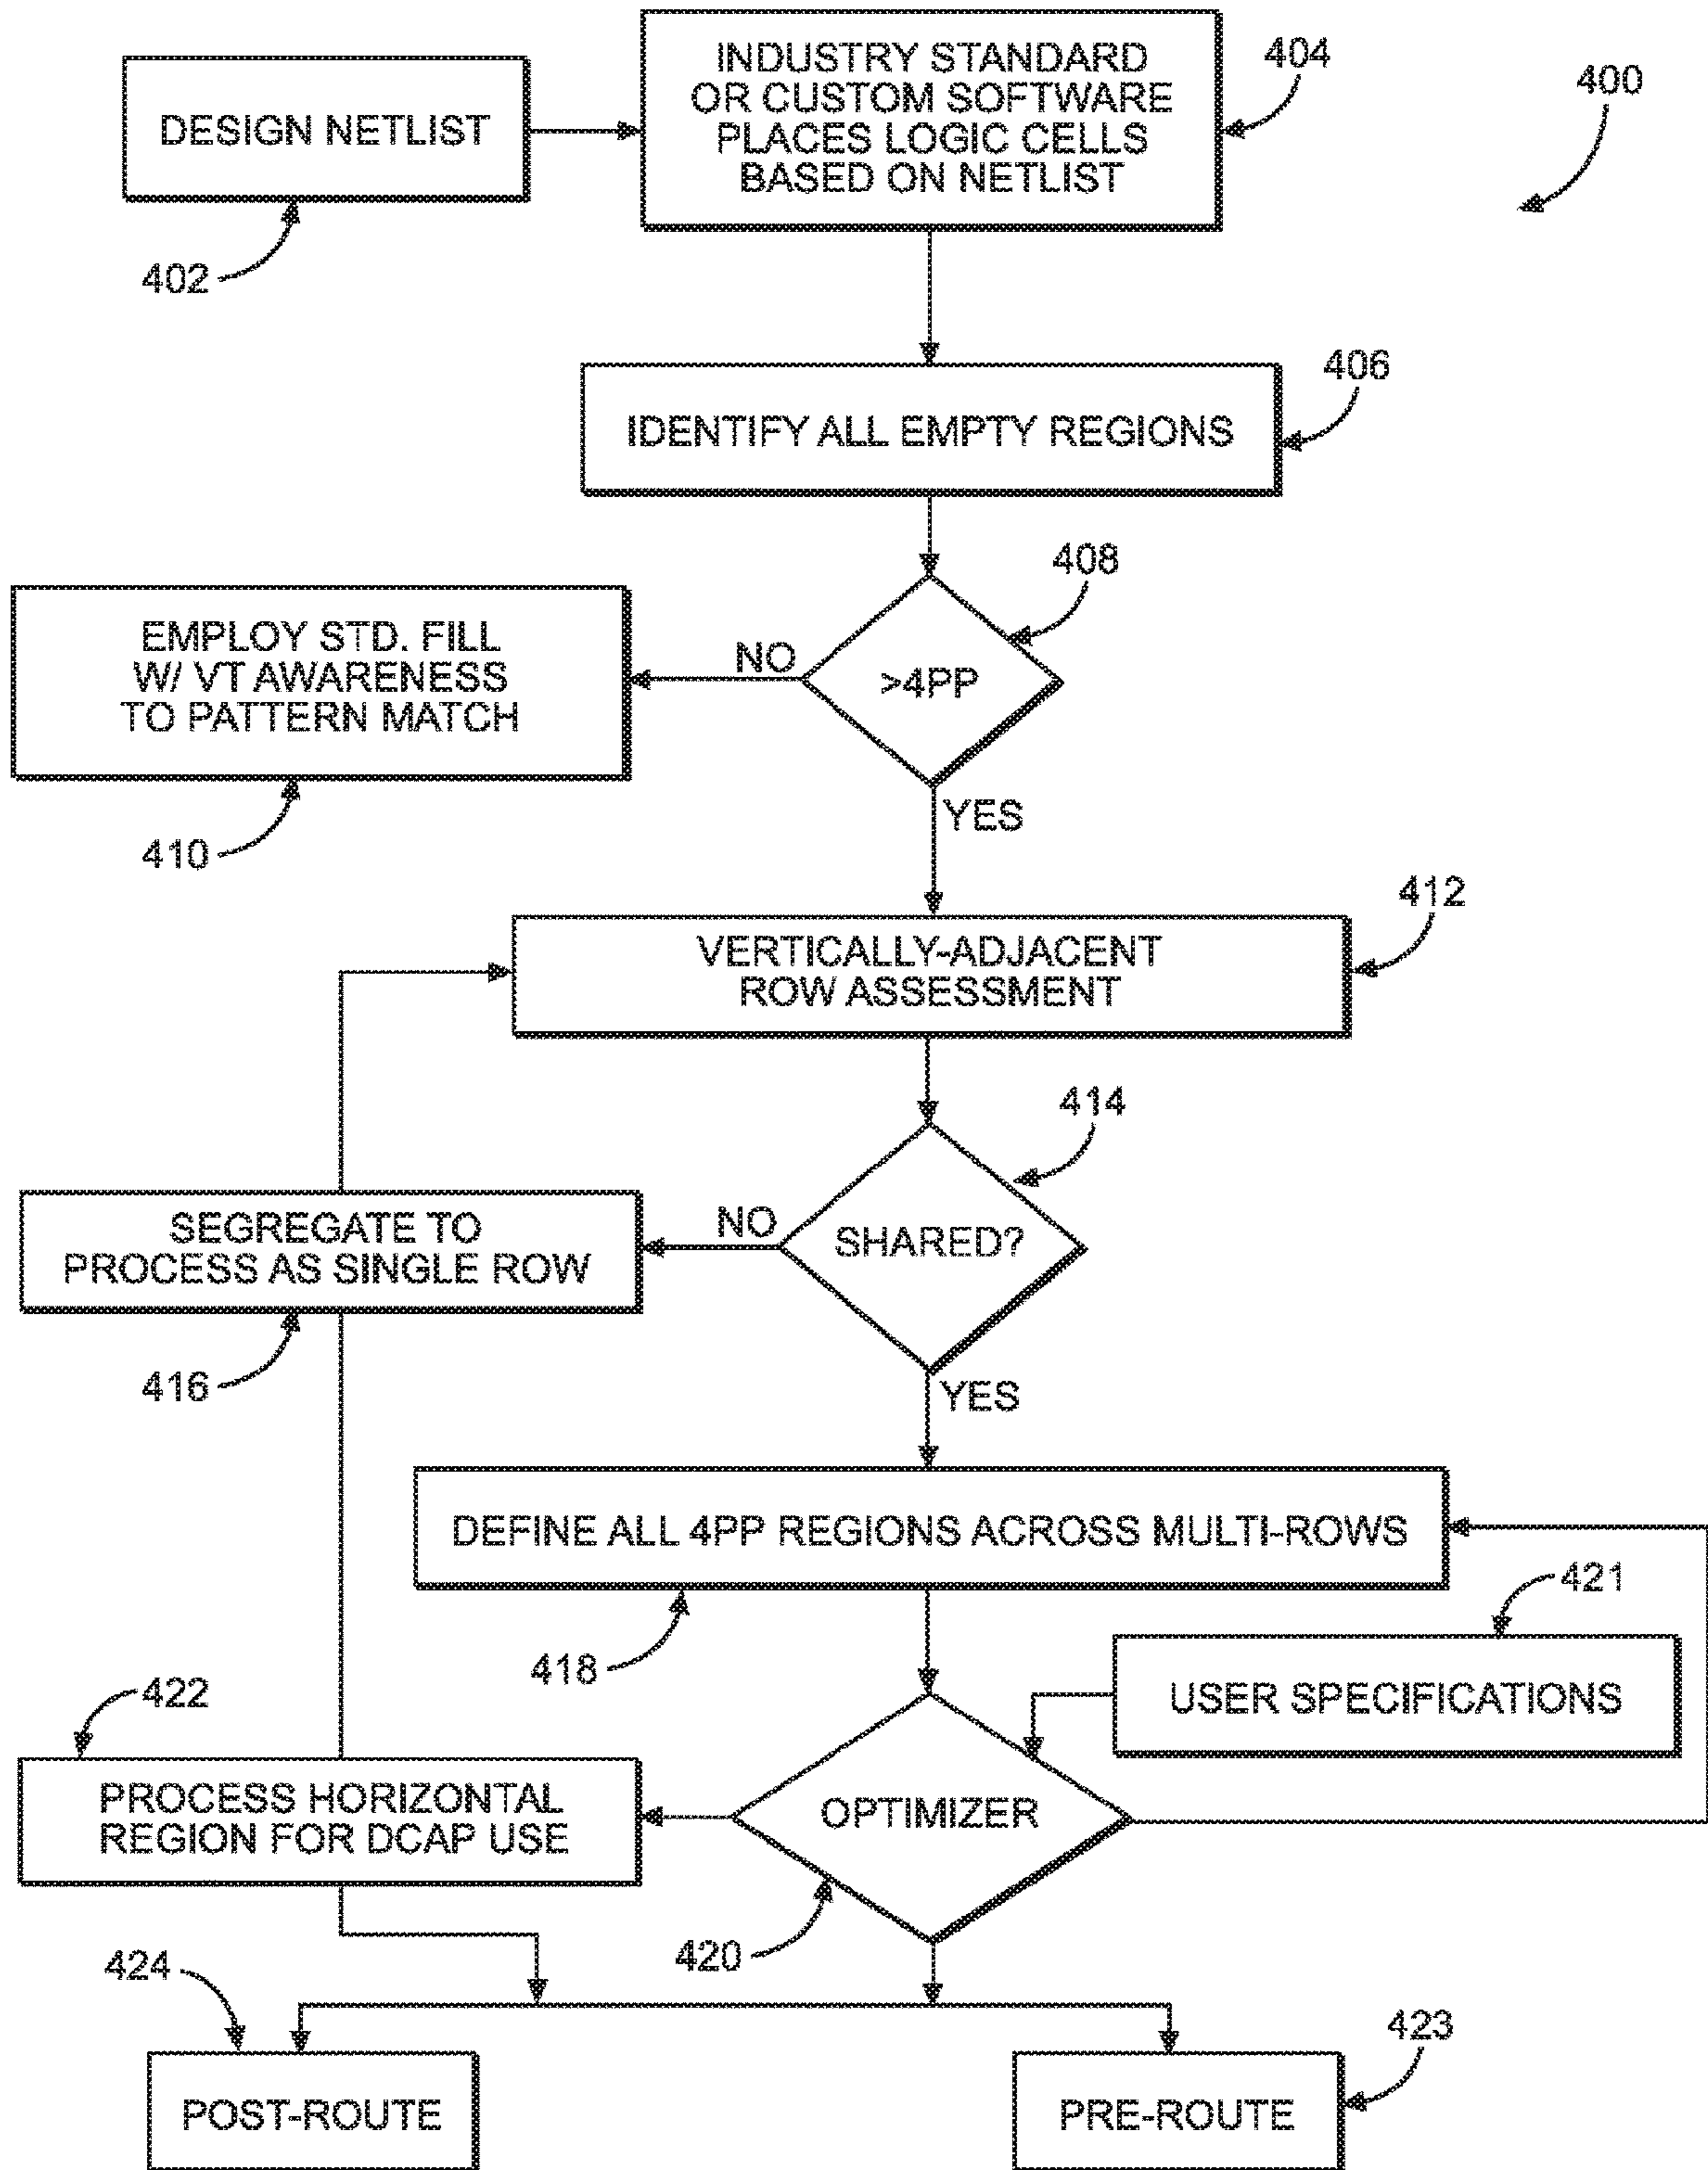 INDUSTRY STANDARD
OR CUSTOM SOFTWARE
PLACES LOGIC CELLS
BASED ON NETLIST
404
400
DESIGN NETLIST
402
406
IDENTIFY ALL EMPTY REGIONS
408
EMPLOY STD. FILL
W/ VT AWARENESS
TO PATTERN MATCH
NO
>4PP
410
YES
412
VERTICALLY-ADJACENT
ROW ASSESSMENT
414
SEGREGATE TO
PROCESS AS SINGLE ROW
NO
SHARED?
416
YES
DEFINE ALL 4PP REGIONS ACROSS MULTI-ROWS
421
418
422
USER SPECIFICATIONS
PROCESS HORIZONTAL
REGION FOR DCAP USE
OPTIMIZER
420
424
423
POST-ROUTE
PRE-ROUTE